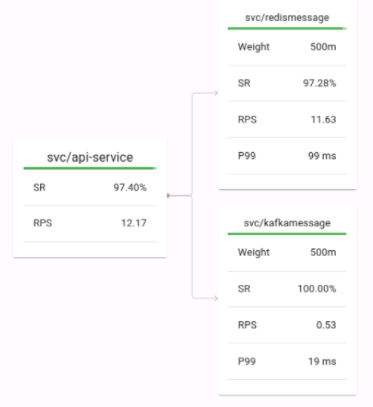 svc/api-service
SR 97.40%
RPS 12.17
svc/redismessage
Weight 500m
SR 97.28%
RPS 11.63
P99 99 ms
svc/kafkamessage
Weight 500m
SR 100.00%
RPS 0.53
P99 19 ms